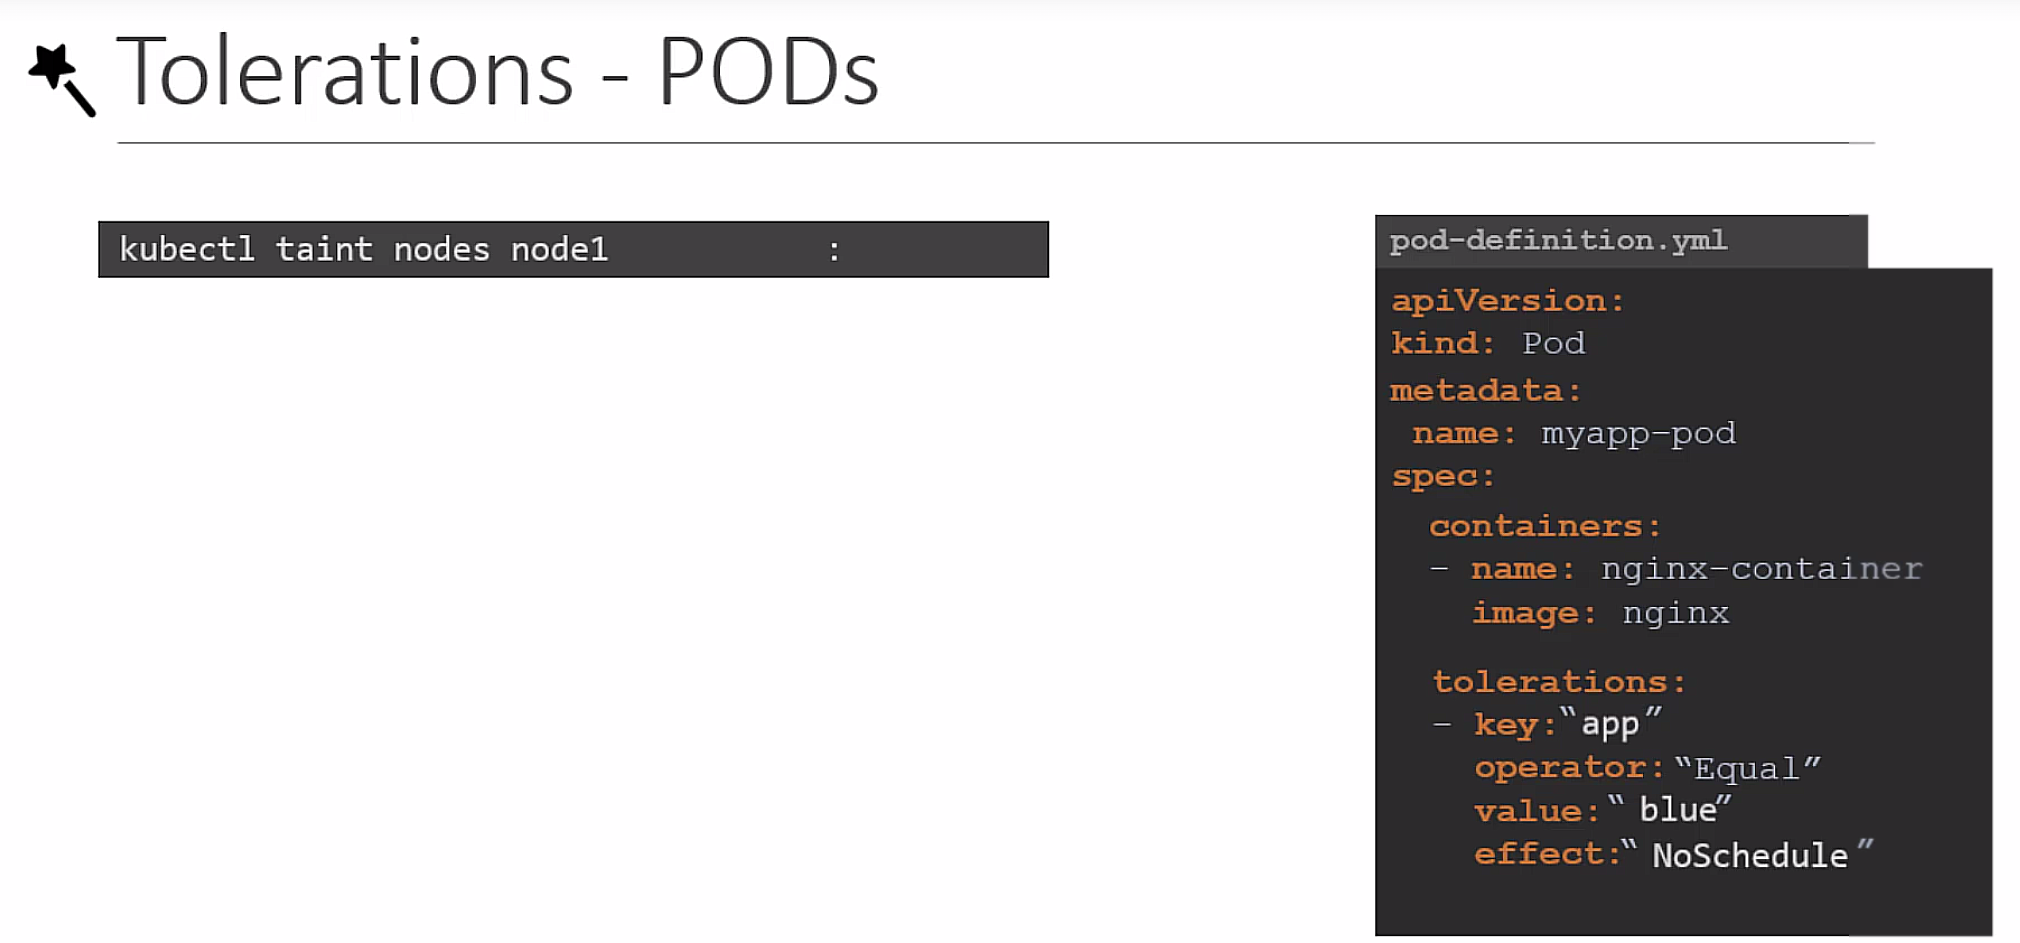 Tolerations - PODs
kubectl taint nodes node1 :
pod-definition.yml
apiVersion:
kind: Pod
metadata:
name: myapp-pod
spec:
containers:
- name: nginx-container
image: nginx
tolerations:
- key:“app”
operator:“Equal”
value:“ blue”
effect:“ NoSchedule ”